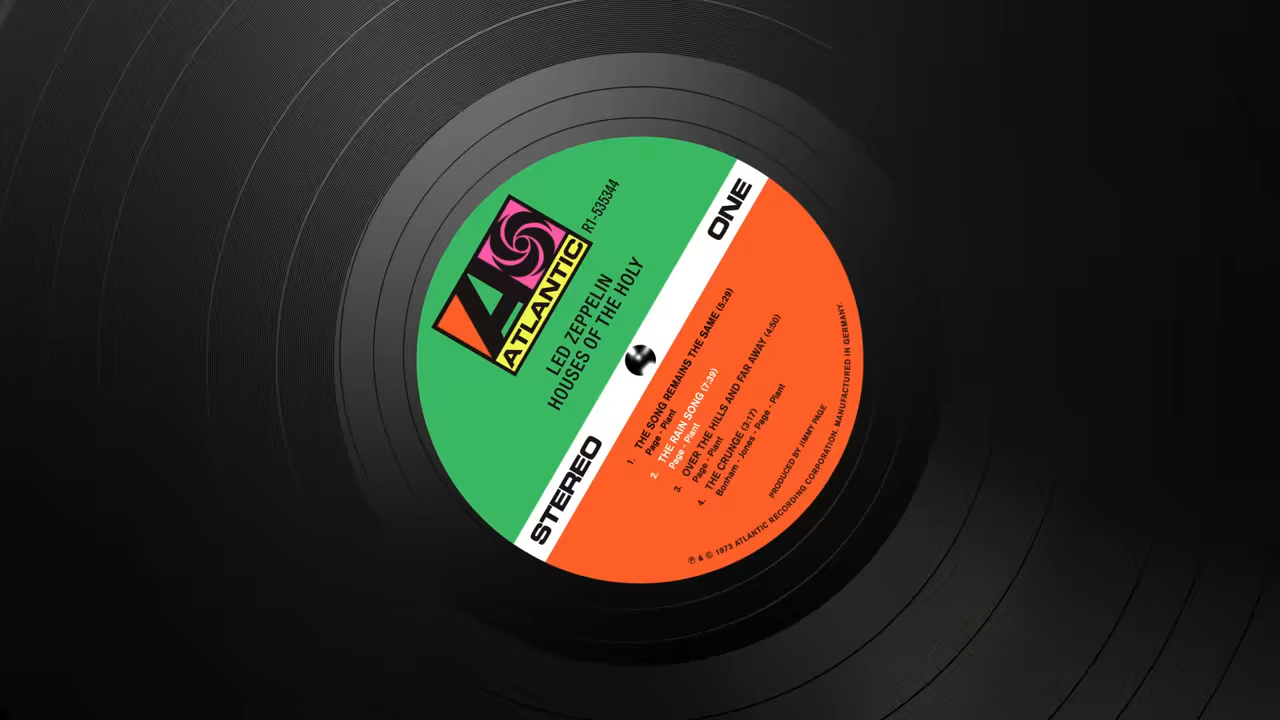 R1-535344
ATLANTIC
LED ZEPPELIN
HOUSES OF THE HOLY
STEREO ONE
1. THE SONG REMAINS THE SAME (5:29)
Page - Plant
2. THE RAIN SONG (7:39)
Page - Plant
3. OVER THE HILLS AND FAR AWAY (4:50)
Page - Plant
4. THE CRUNGE (3:17)
Bonham - Jones - Page - Plant
PRODUCED BY JIMMY PAGE
℗ & © 1973 ATLANTIC RECORDING CORPORATION. MANUFACTURED IN GERMANY.